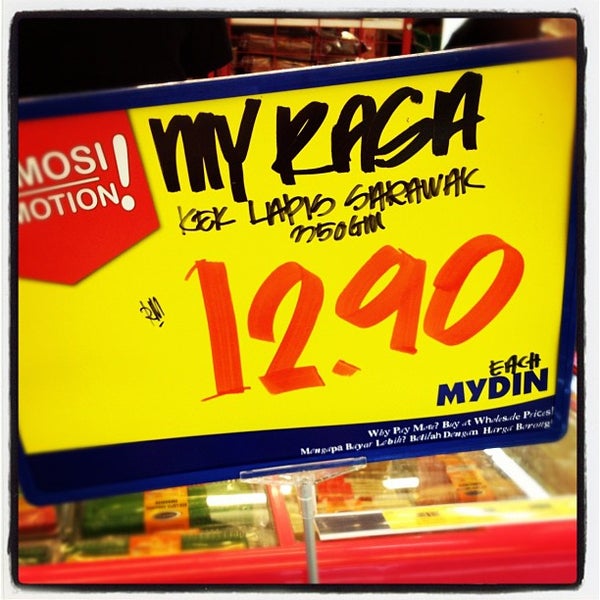 MOSI
MOTION!
MY RAGA
KEK LAPIS SARAWAK
350GM
RM 12.90
EACH
MYDIN
Why Pay More? Buy at Wholesale Prices!
Mengapa Bayar Lebih? Belilah Dengan Harga Borong!